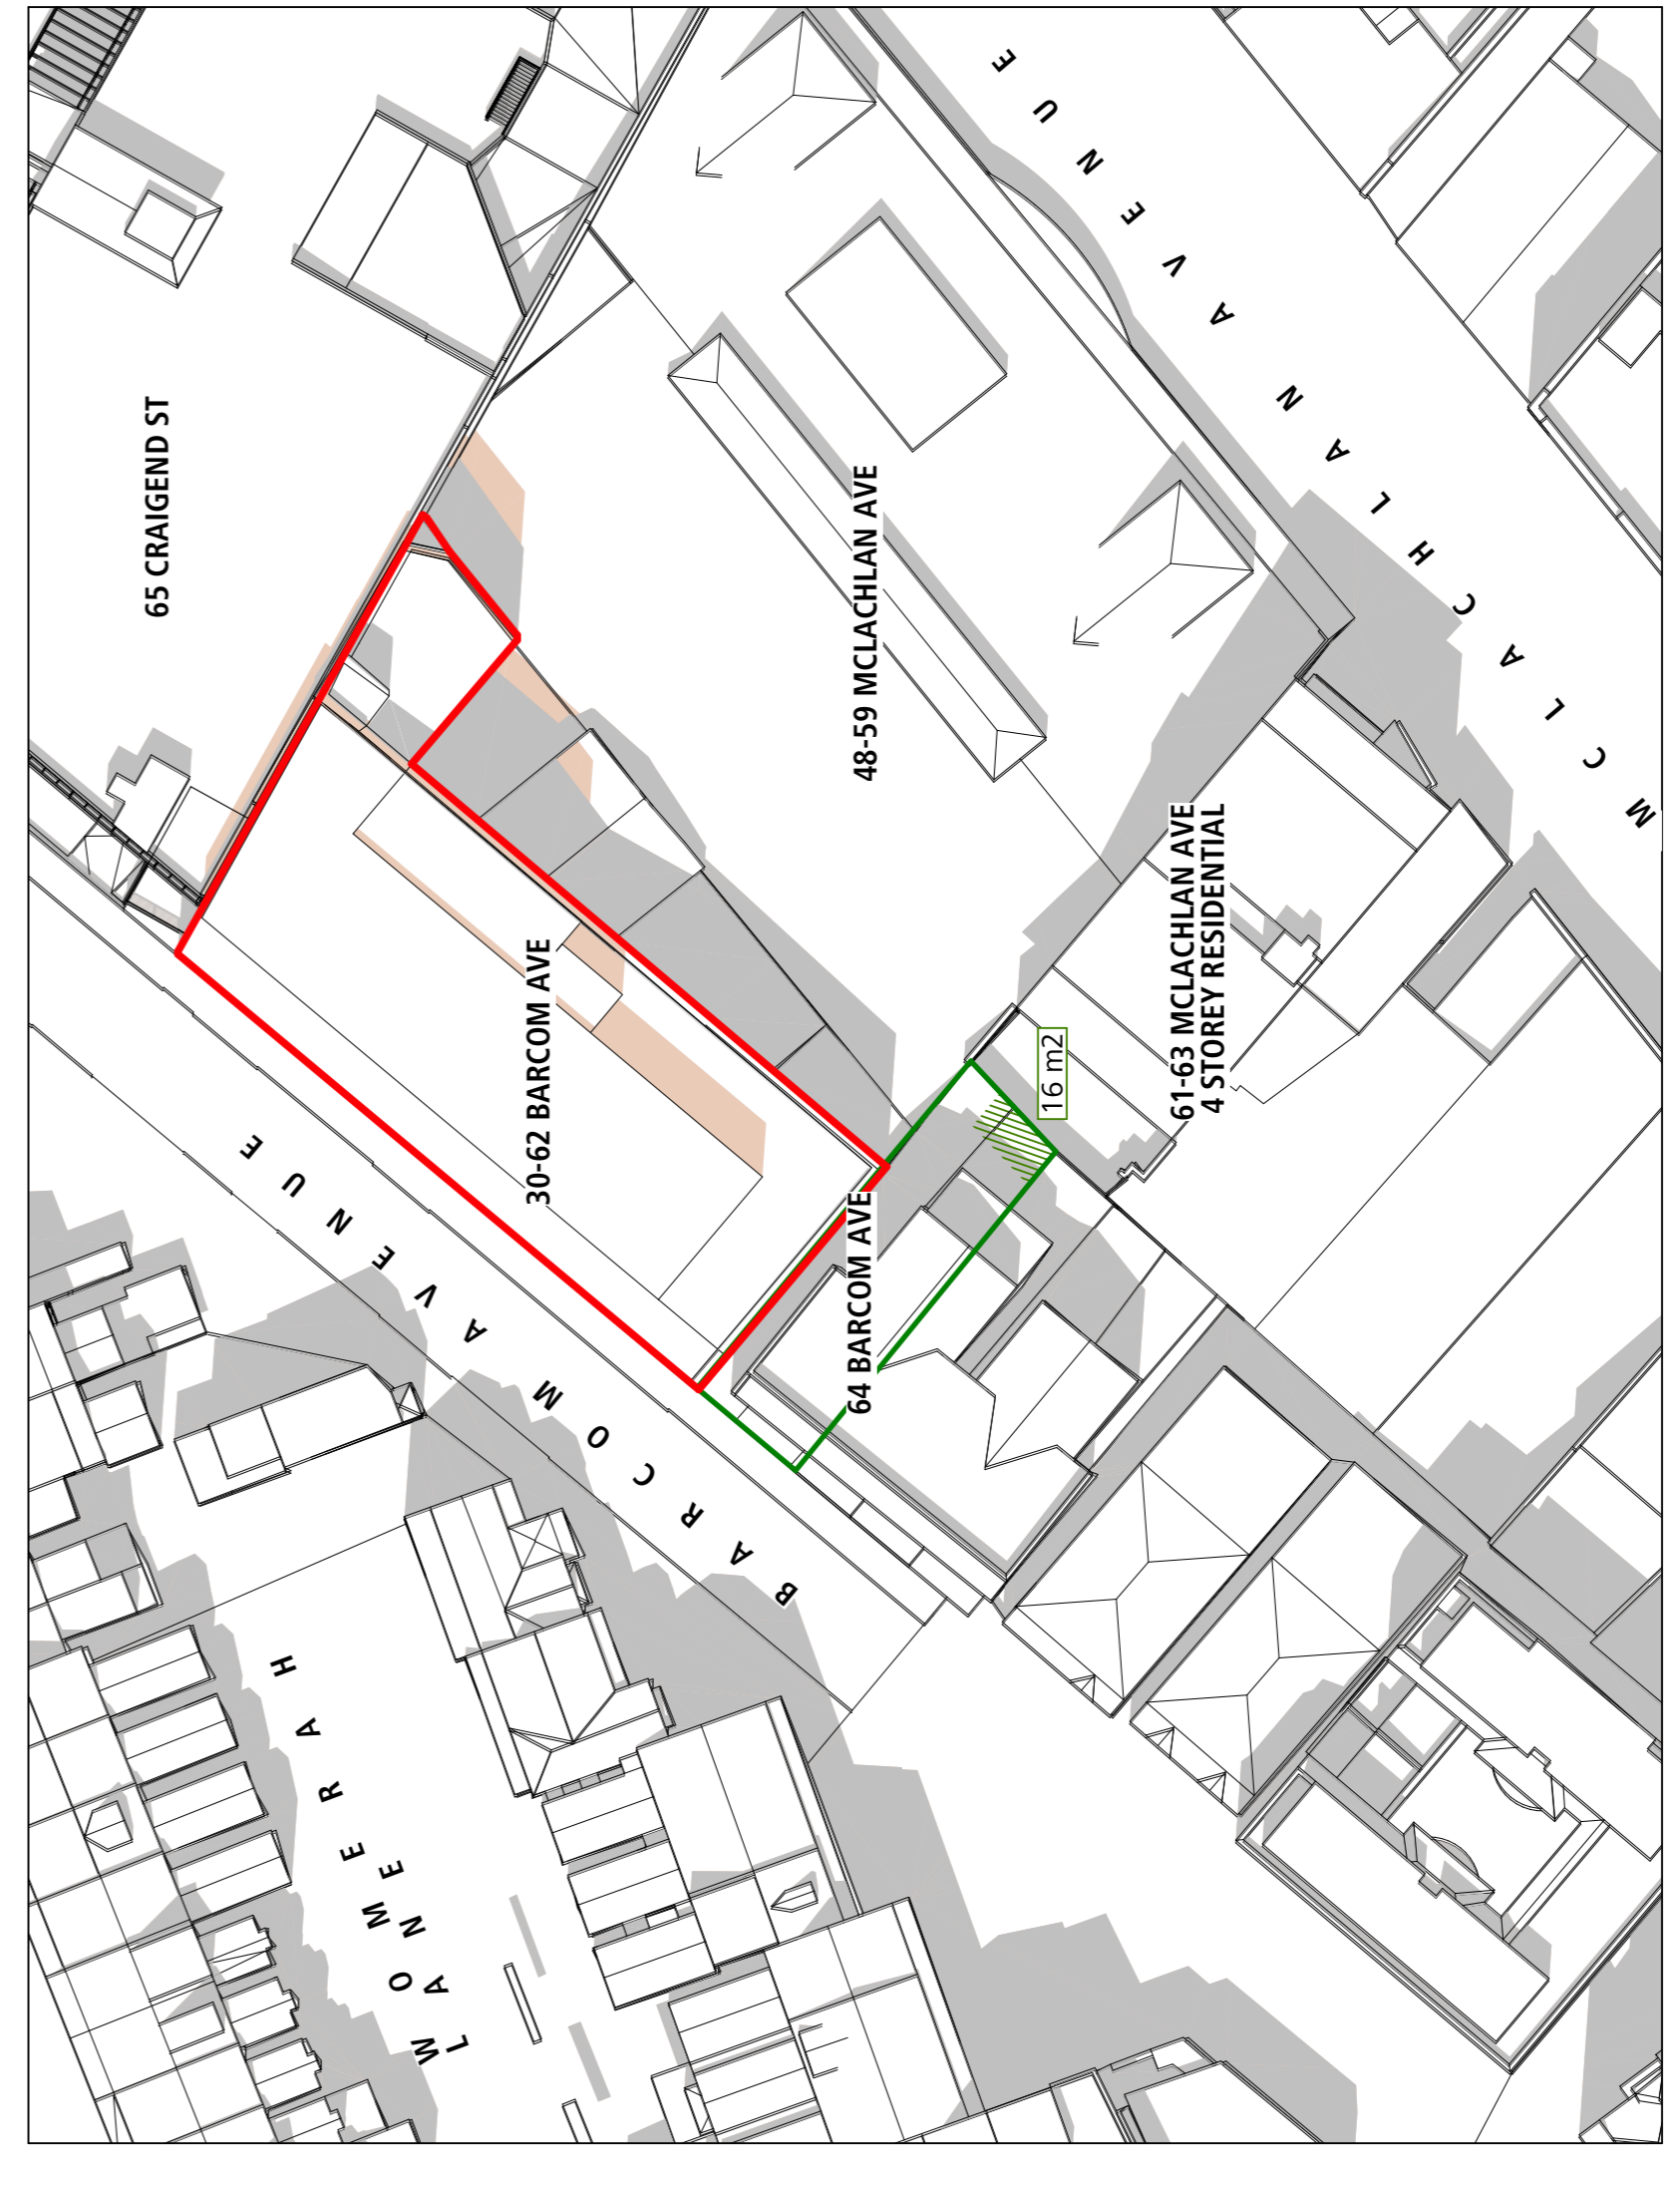 65 CRAIGEND ST
48-59 MCLACHLAN AVE
30-62 BARCOM AVE
61-63 MCLACHLAN AVE
4 STOREY RESIDENTIAL
16 m2
64 BARCOM AVE
MCLACHLAN AVENUE
BARCOM AVENUE
WOMERAH
LANE